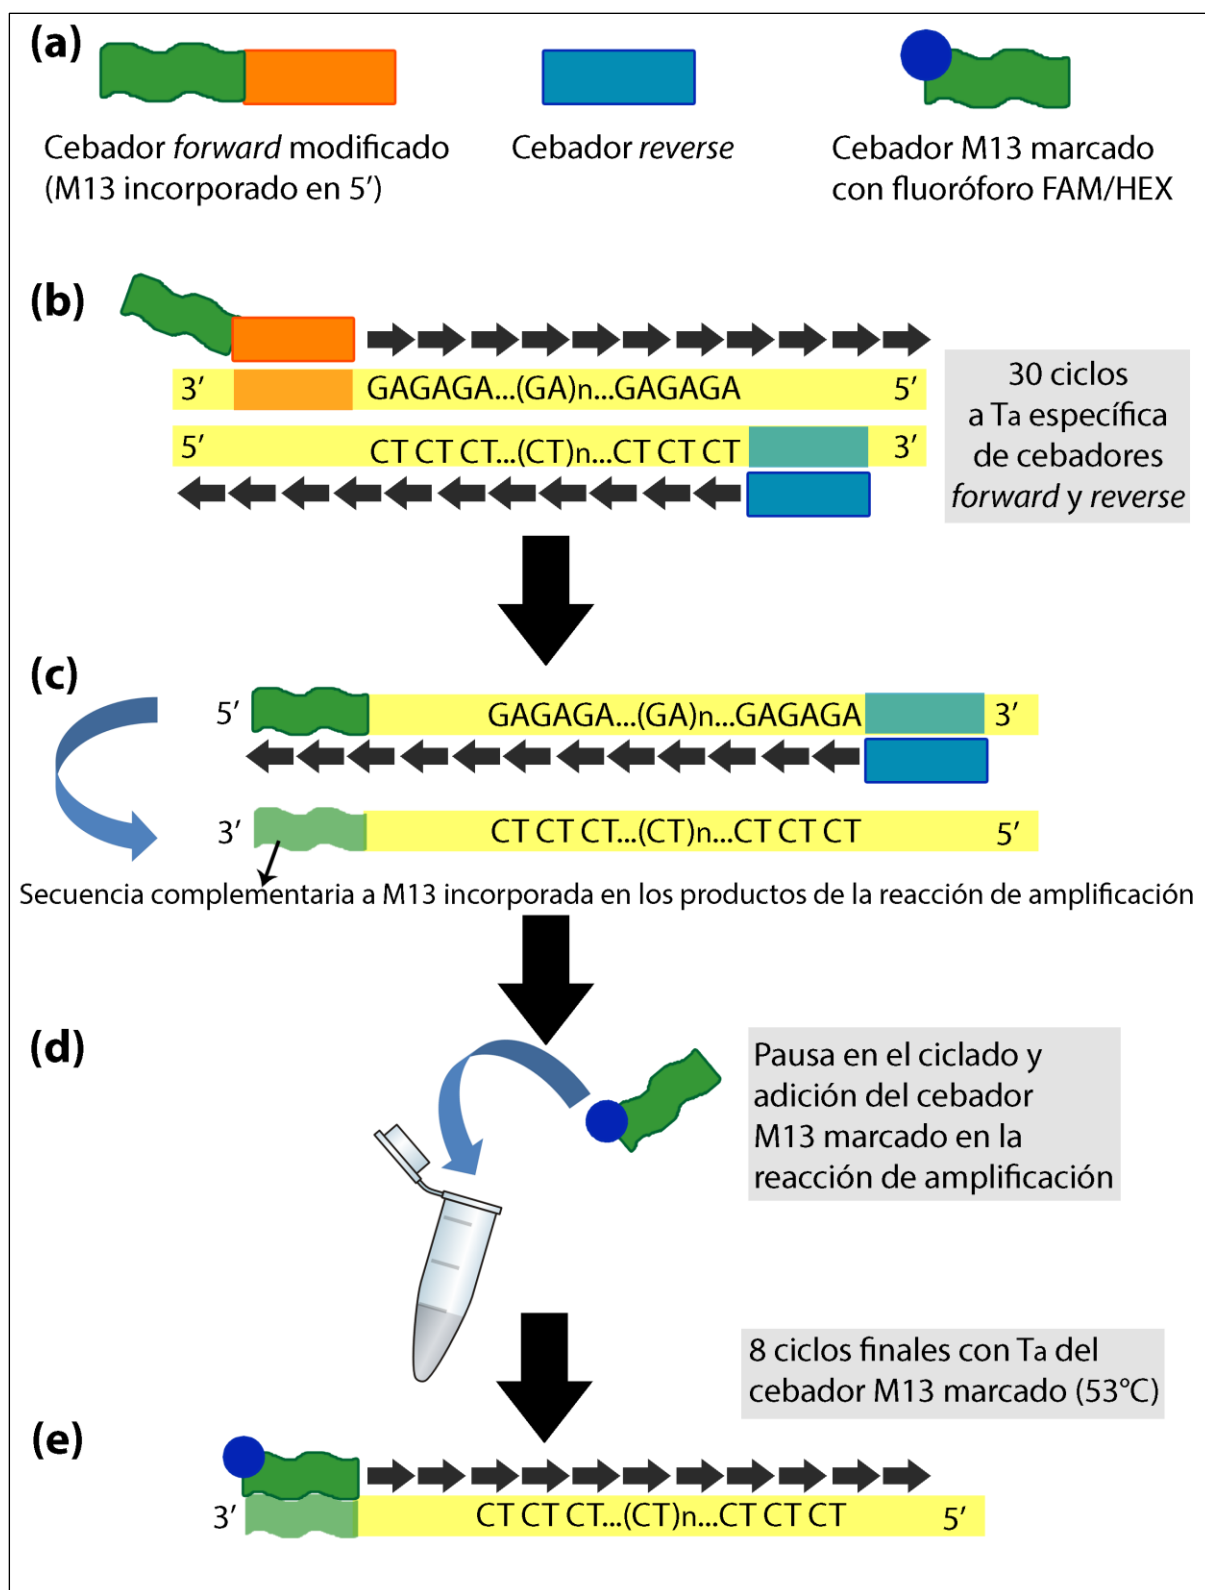 (a)
Cebador forward modificado
(M13 incorporado en 5′)
Cebador reverse
Cebador M13 marcado
con fluoróforo FAM/HEX
(b)
3′ GAGAGA...(GA)n...GAGAGA 5′
5′ CT CT CT...(CT)n...CT CT CT 3′
30 ciclos
a Ta específica
de cebadores
forward y reverse
(c)
5′ GAGAGA...(GA)n...GAGAGA 3′
3′ CT CT CT...(CT)n...CT CT CT 5′
Secuencia complementaria a M13 incorporada en los productos de la reacción de amplificación
(d)
Pausa en el ciclado y
adición del cebador
M13 marcado en la
reacción de amplificación
8 ciclos finales con Ta del
cebador M13 marcado (53°C)
(e)
3′ CT CT CT...(CT)n...CT CT CT 5′